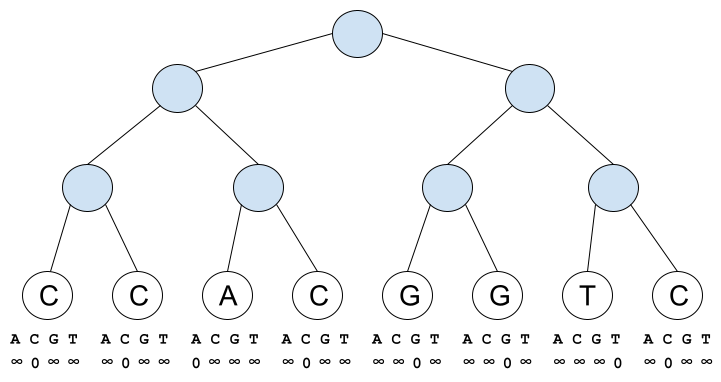 C C A C G G T C
A C G T A C G T A C G T A C G T A C G T A C G T A C G T A C G T
∞ 0 ∞ ∞ ∞ 0 ∞ ∞ 0 ∞ ∞ ∞ ∞ 0 ∞ ∞ ∞ ∞ 0 ∞ ∞ ∞ 0 ∞ ∞ ∞ ∞ 0 ∞ 0 ∞ ∞